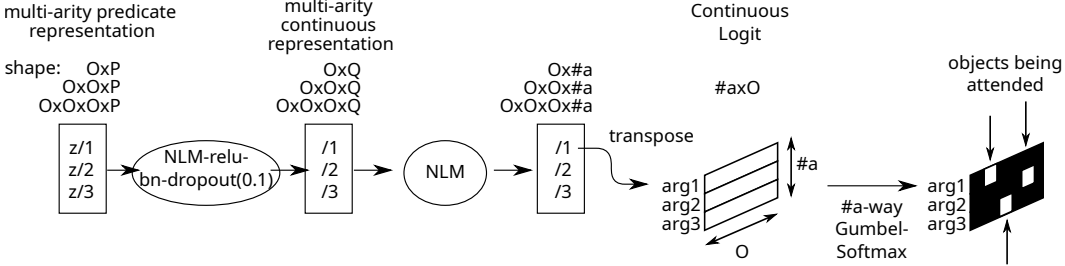 multi-arity predicate
representation
shape:
OxP
OxOxP
OxOxOxP
z/1
z/2
z/3
NLM-relu-
bn-dropout(0.1)
multi-arity
continuous
representation
OxQ
OxOxQ
OxOxOxQ
/1
/2
/3
NLM
Ox#a
OxOx#a
OxOxOx#a
/1
/2
/3
transpose
Continuous
Logit
#axO
arg1
arg2
arg3
#a
O
#a-way
Gumbel-
Softmax
objects being
attended
arg1
arg2
arg3